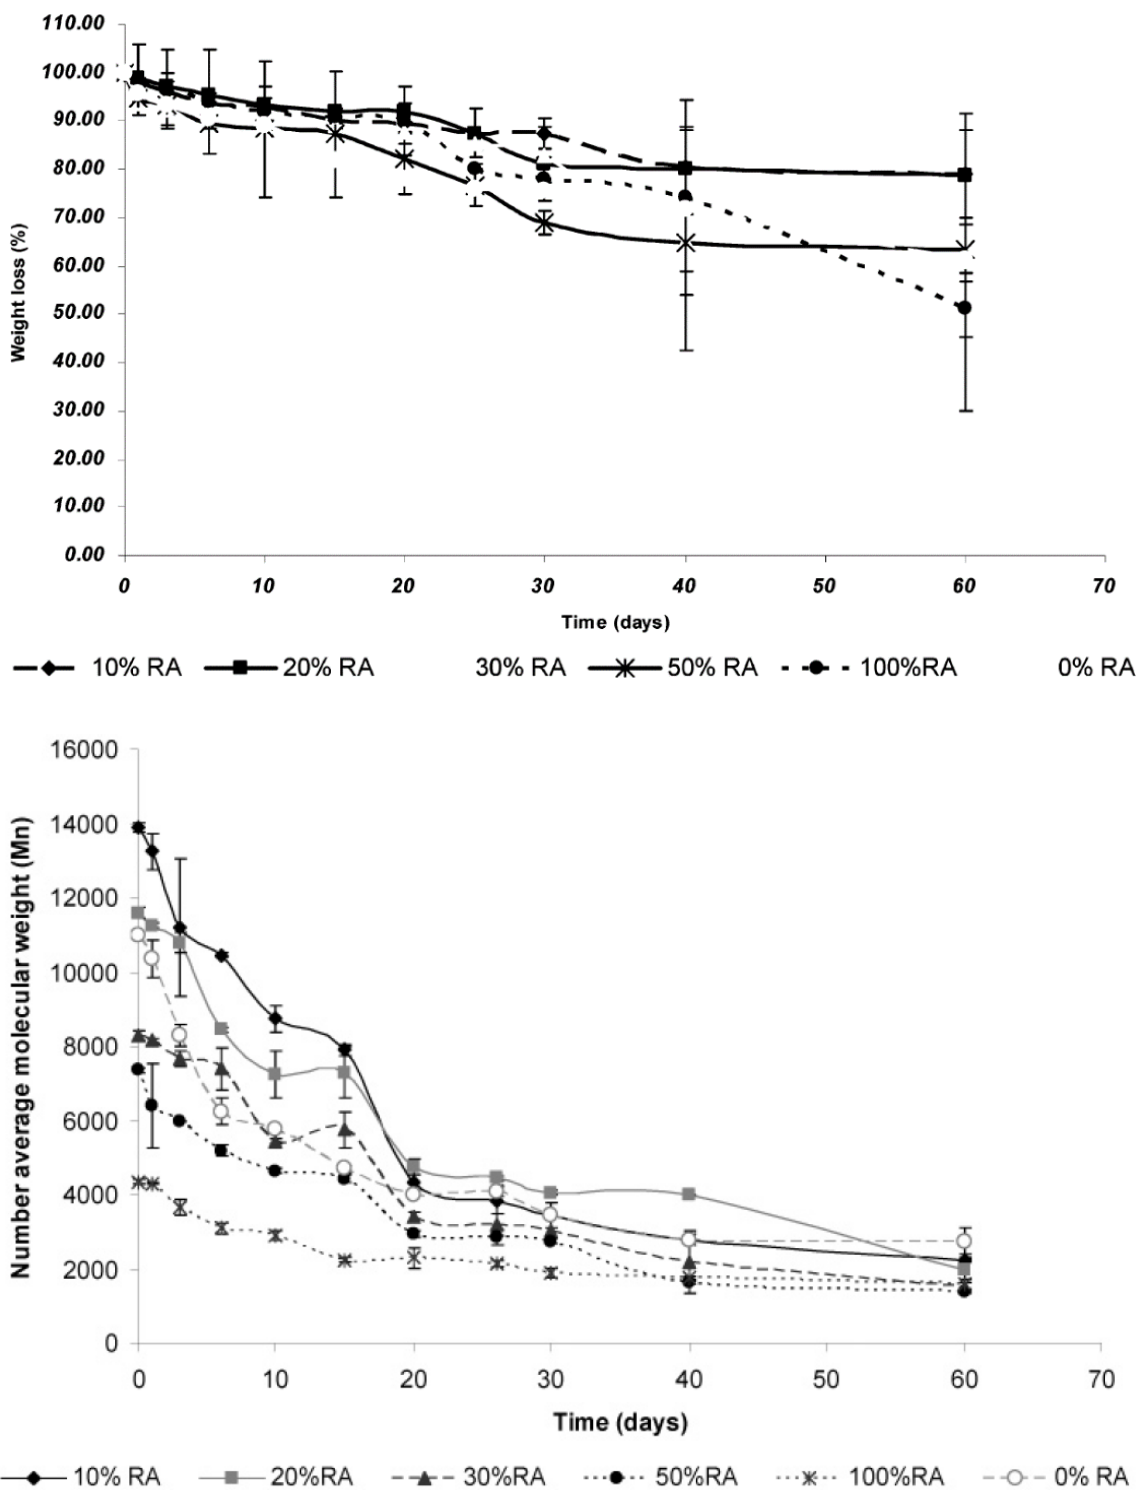 110.00
100.00
90.00
80.00
70.00
60.00
50.00
40.00
30.00
20.00
10.00
0.00
Weight loss (%)
0 10 20 30 40 50 60 70
Time (days)
10% RA 20% RA 30% RA 50% RA 100%RA 0% RA
16000
14000
12000
10000
8000
6000
4000
2000
0
Number average molecular weight (Mn)
0 10 20 30 40 50 60 70
Time (days)
10% RA 20%RA 30%RA 50%RA 100%RA 0% RA